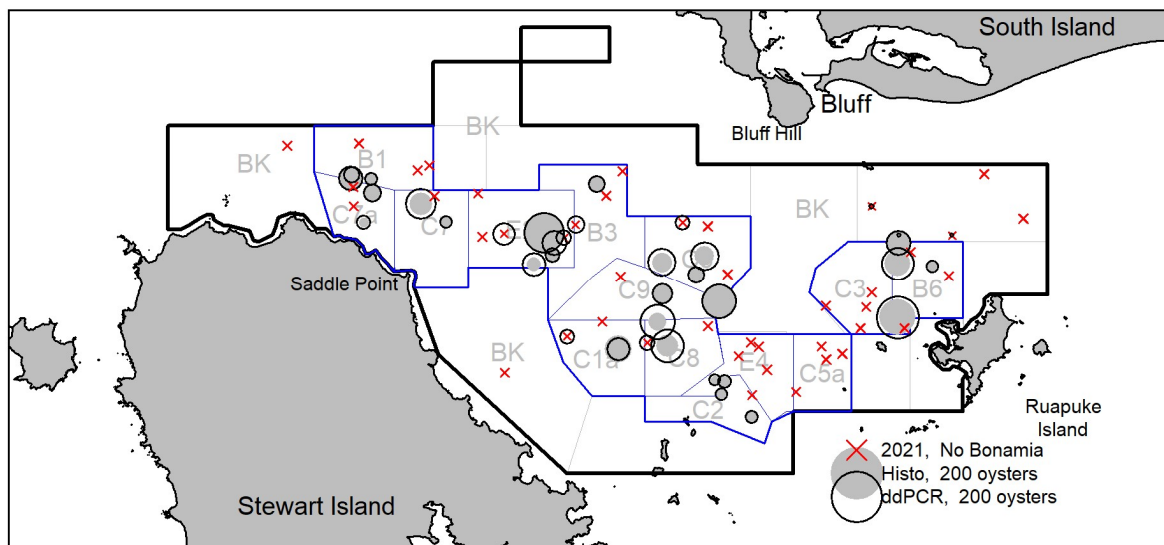 South Island
Bluff
Bluff Hill
BK
BK
B1
BK
C7a
C7
B3
Saddle Point
C9
C3
B6
BK
C1a
C8
E4
C5a
C2
Ruapuke
Island
2021, No Bonamia
Histo, 200 oysters
ddPCR, 200 oysters
Stewart Island